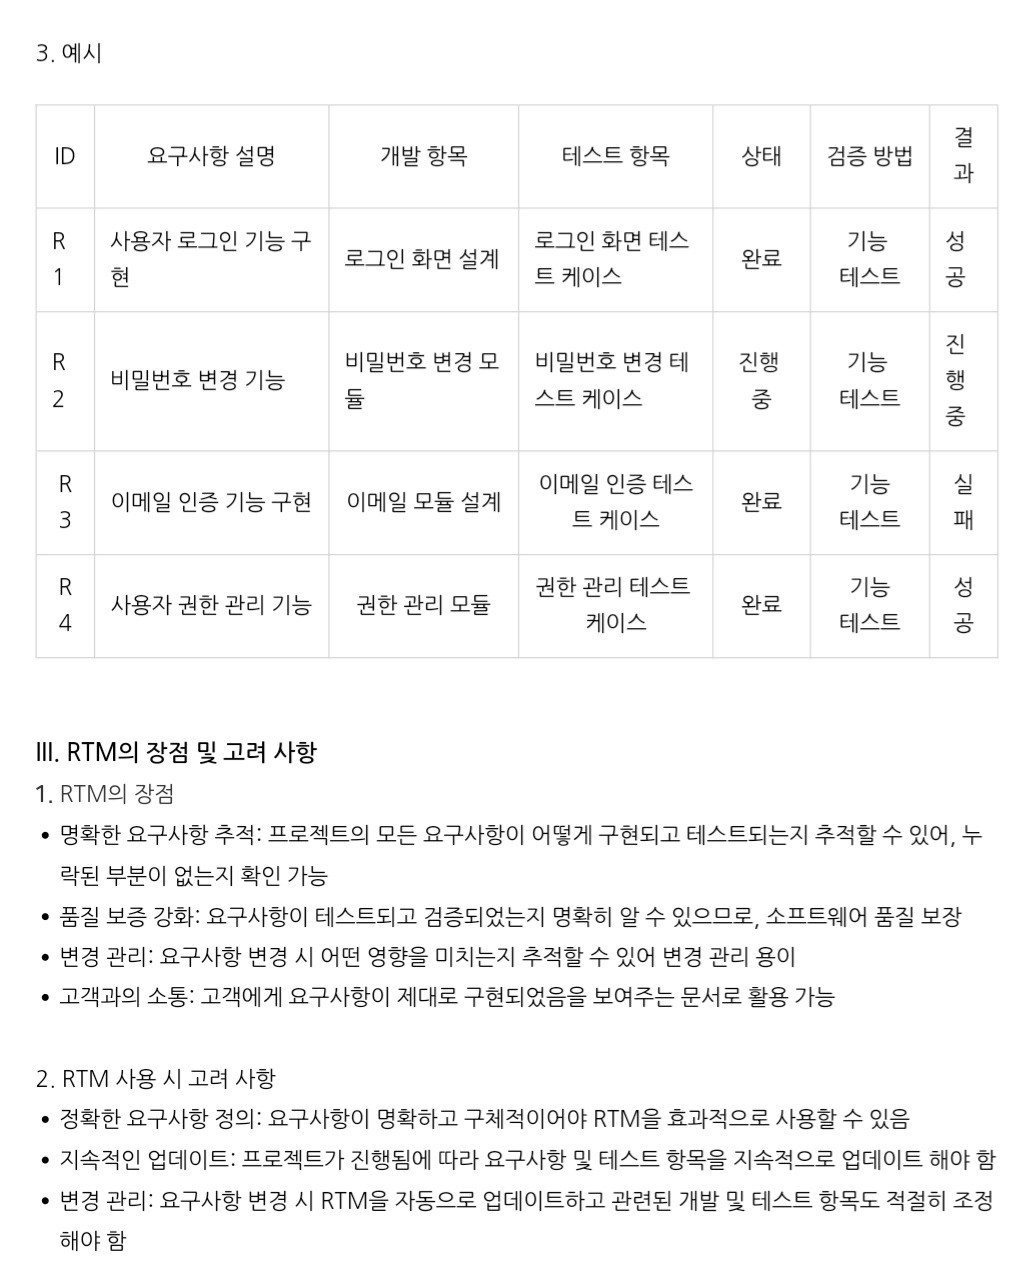 3. 예시
ID 요구사항 설명 개발 항목 테스트 항목 상태 검증 방법 결과
R1 사용자 로그인 기능 구현 로그인 화면 설계 로그인 화면 테스트 케이스 완료 기능 테스트 성공
R2 비밀번호 변경 기능 비밀번호 변경 모듈 비밀번호 변경 테스트 케이스 진행 중 기능 테스트 진행 중
R3 이메일 인증 기능 구현 이메일 모듈 설계 이메일 인증 테스트 케이스 완료 기능 테스트 실패
R4 사용자 권한 관리 기능 권한 관리 모듈 권한 관리 테스트 케이스 완료 기능 테스트 성공
III. RTM의 장점 및 고려 사항
1. RTM의 장점
• 명확한 요구사항 추적: 프로젝트의 모든 요구사항이 어떻게 구현되고 테스트되는지 추적할 수 있어, 누
락된 부분이 없는지 확인 가능
• 품질 보증 강화: 요구사항이 테스트되고 검증되었는지 명확히 알 수 있으므로, 소프트웨어 품질 보장
• 변경 관리: 요구사항 변경 시 어떤 영향을 미치는지 추적할 수 있어 변경 관리 용이
• 고객과의 소통: 고객에게 요구사항이 제대로 구현되었음을 보여주는 문서로 활용 가능
2. RTM 사용 시 고려 사항
• 정확한 요구사항 정의: 요구사항이 명확하고 구체적이어야 RTM을 효과적으로 사용할 수 있음
• 지속적인 업데이트: 프로젝트가 진행됨에 따라 요구사항 및 테스트 항목을 지속적으로 업데이트 해야 함
• 변경 관리: 요구사항 변경 시 RTM을 자동으로 업데이트하고 관련된 개발 및 테스트 항목도 적절히 조정
해야 함